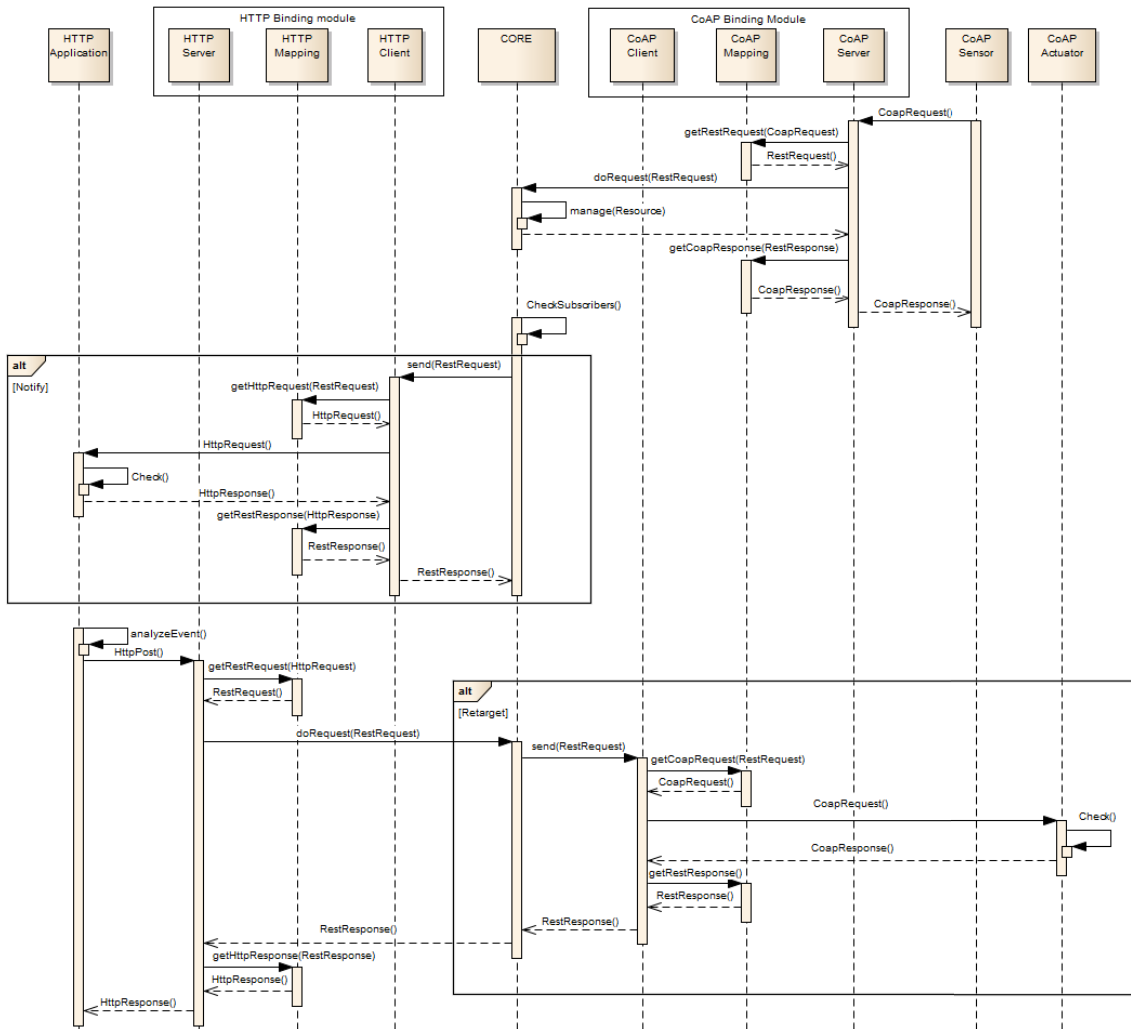 HTTP Binding module
CoAP Binding Module
HTTP
Application
HTTP
Server
HTTP
Mapping
HTTP
Client
CORE
CoAP
Client
CoAP
Mapping
CoAP
Server
CoAP
Sensor
CoAP
Actuator
CoapRequest()
getRestRequest(CoapRequest)
RestRequest()
doRequest(RestRequest)
manage(Resource)
getCoapResponse(RestResponse)
CoapResponse()
CoapResponse()
CheckSubscribers()
alt
[Notify]
send(RestRequest)
getHttpRequest(RestRequest)
HttpRequest()
HttpRequest()
Check()
HttpResponse()
getRestResponse(HttpResponse)
RestResponse()
RestResponse()
analyzeEvent()
HttpPost()
getRestRequest(HttpRequest)
RestRequest()
alt
[Retarget]
doRequest(RestRequest)
send(RestRequest)
getCoapRequest(RestRequest)
CoapRequest()
CoapRequest()
Check()
CoapResponse()
getRestResponse()
RestResponse()
RestResponse()
RestResponse()
getHttpResponse(RestResponse)
HttpResponse()
HttpResponse()